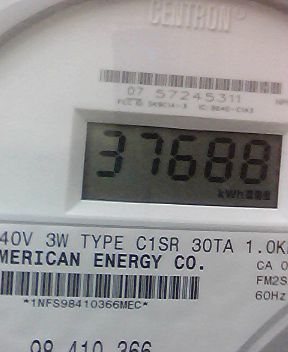 CENTRON
07 57245311
37688
kWh
40V 3W TYPE C1SR 30TA 1.0K
MERICAN ENERGY CO.
CA 0
FM2S
60Hz
*1NFS98410366MEC*
98 410 366